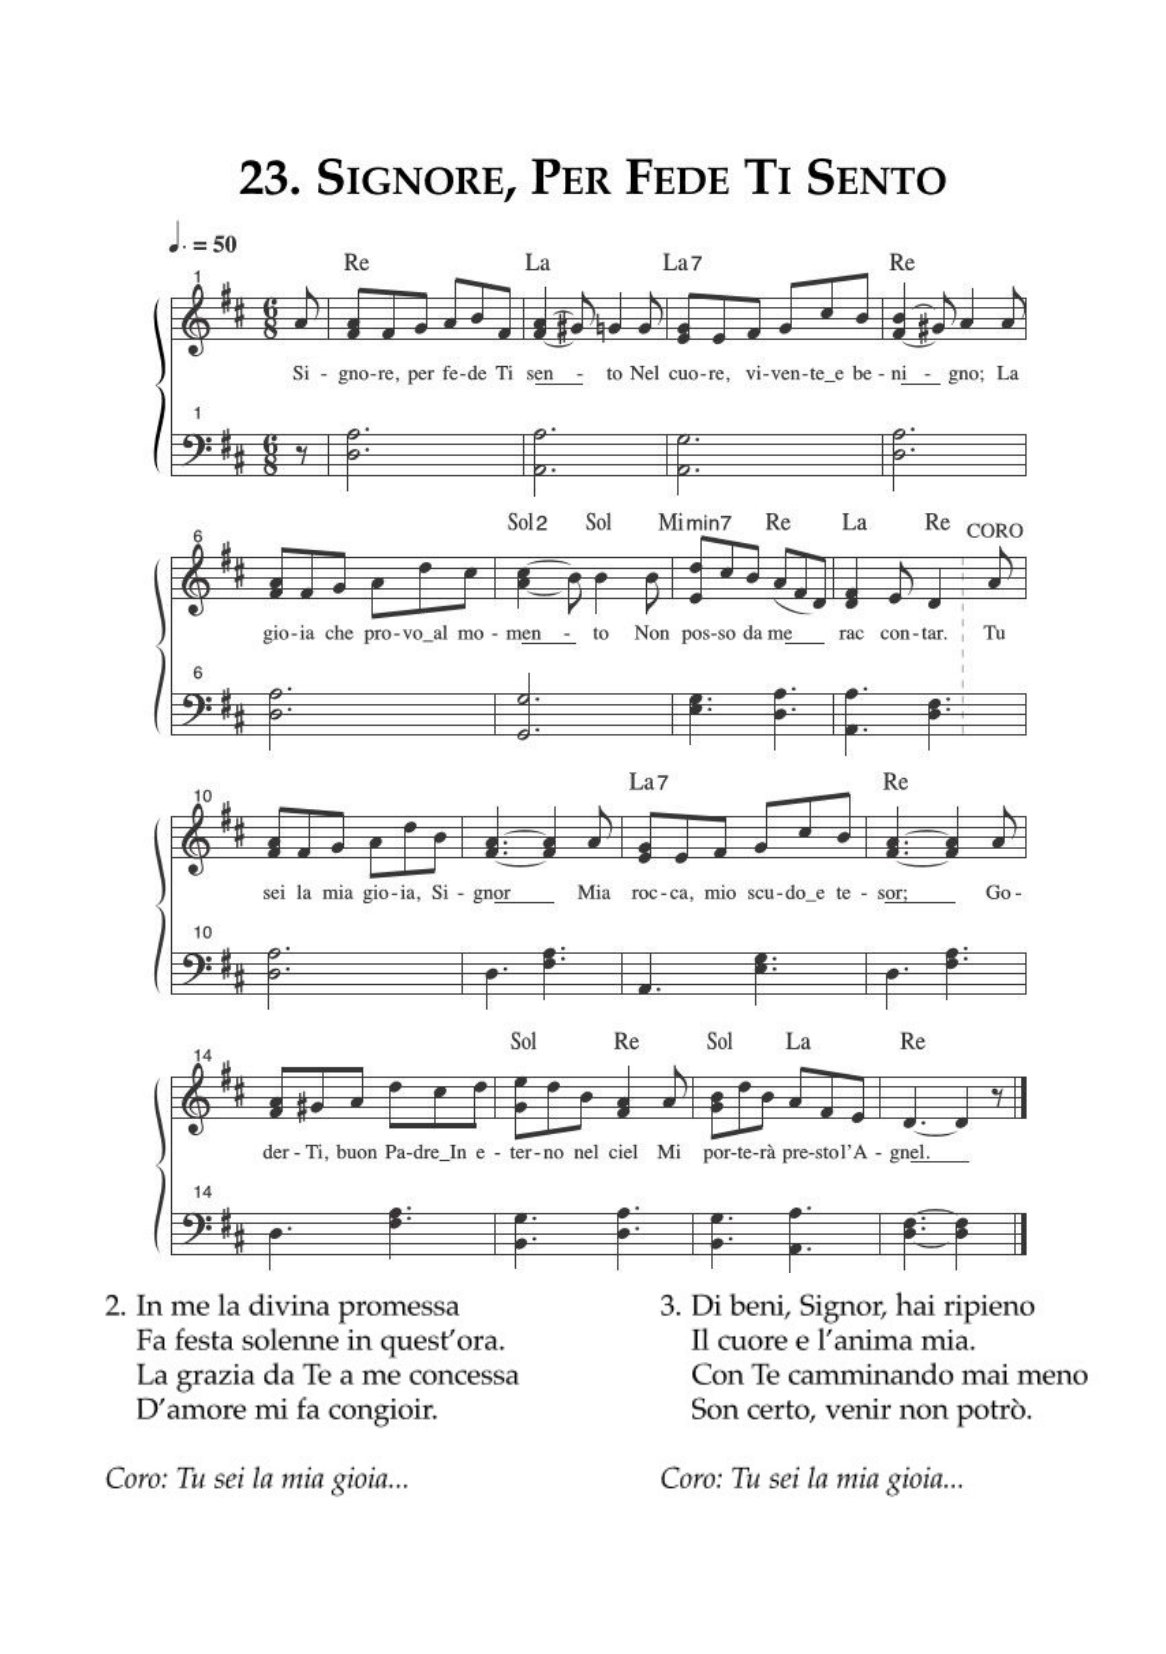 23. SIGNORE, PER FEDE TI SENTO
♩. = 50
Re La La7 Re
1
6 8
Si - gno-re, per fe-de Ti sen - to Nel cuo-re, vi-ven-te_e be - ni - gno; La
1
6 8
Sol2 Sol Mimin7 Re La Re CORO
6
gio-ia che pro-vo_al mo - men - to Non pos-so da me rac con-tar. Tu
6
La7 Re
10
sei la mia gio-ia, Si - gnor Mia roc-ca, mio scu-do_e te - sor; Go -
10
Sol Re Sol La Re
14
der - Ti, buon Pa-dre_In e - ter-no nel ciel Mi por-te-rà pre-stol'A - gnel.
14
2. In me la divina promessa
Fa festa solenne in quest'ora.
La grazia da Te a me concessa
D'amore mi fa congioir.
Coro: Tu sei la mia gioia...
3. Di beni, Signor, hai ripieno
Il cuore e l'anima mia.
Con Te camminando mai meno
Son certo, venir non potrò.
Coro: Tu sei la mia gioia...